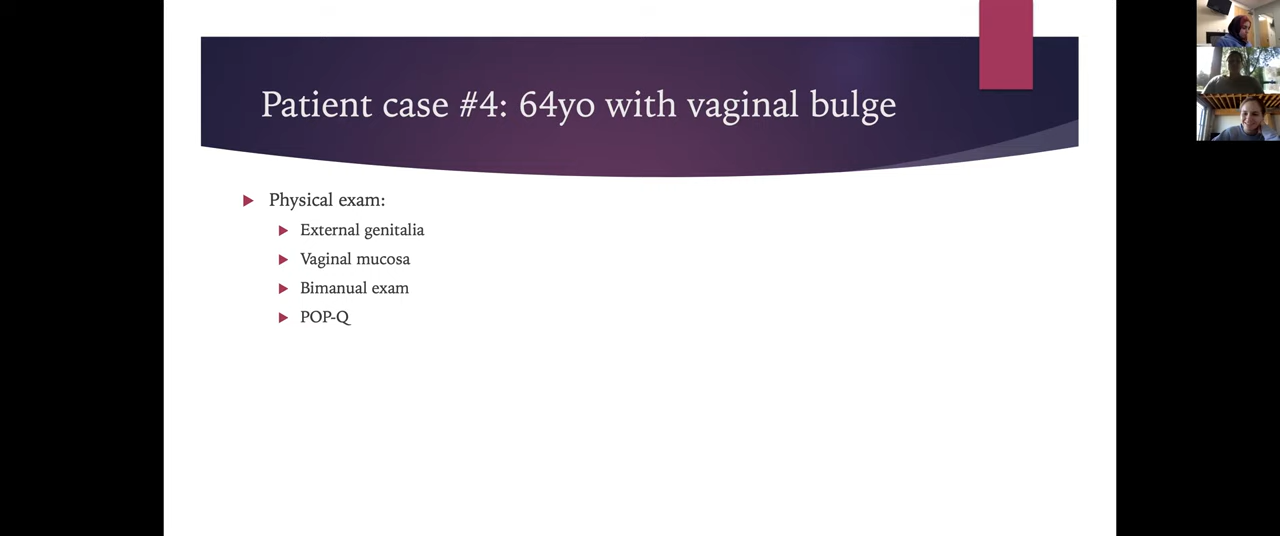 Patient case #4: 64yo with vaginal bulge
Physical exam:
External genitalia
Vaginal mucosa
Bimanual exam
POP-Q